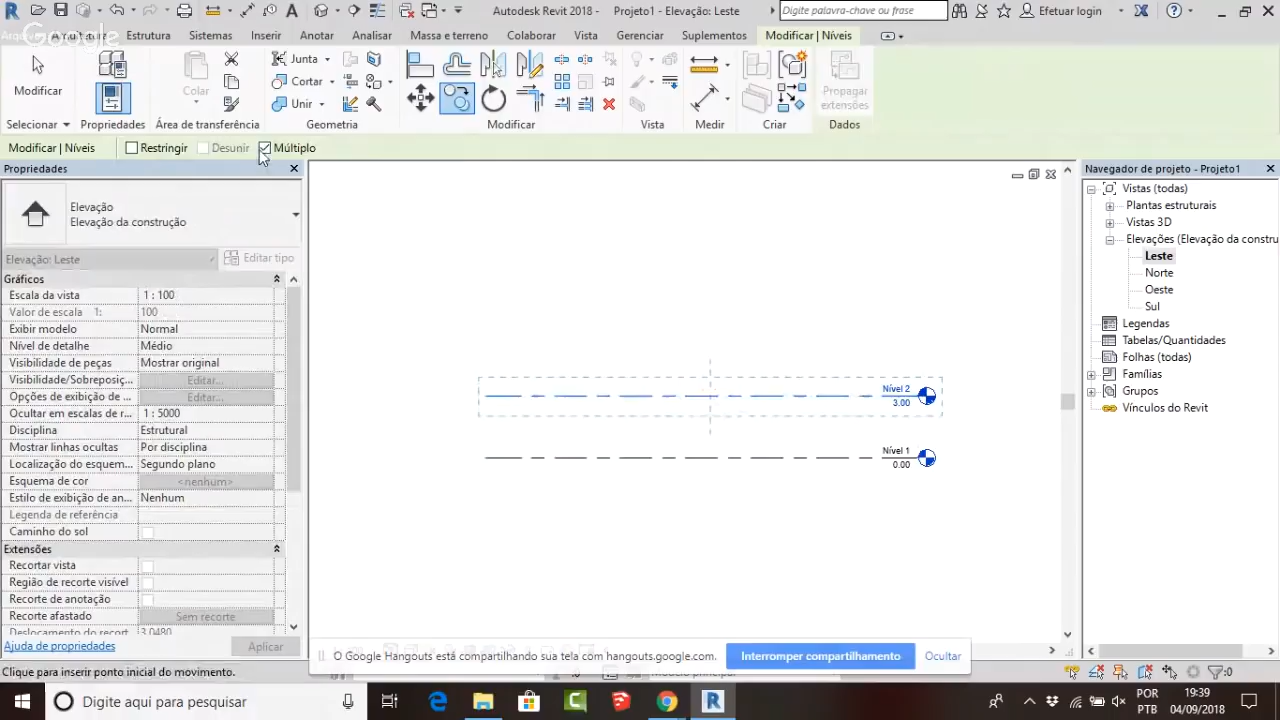 Autodesk Revit 2018 - Projeto1 - Elevação: Leste
Digite palavra-chave ou frase
Efetuar login
Google
Estrutura Sistemas Inserir Anotar Analisar Massa e terreno Colaborar Vista Gerenciar Suplementos Modificar | Níveis
Modificar
Colar
Junta
Cortar
Unir
Propagar
extensões
Selecionar Propriedades Área de transferência Geometria Modificar Vista Medir Criar Dados
Modificar | Níveis Restringir Desunir Múltiplo
Propriedades
Elevação
Elevação da construção
Elevação: Leste Editar tipo
Gráficos
Escala da vista 1 : 100
Valor de escala 1: 100
Exibir modelo Normal
Nível de detalhe Médio
Visibilidade de peças Mostrar original
Visibilidade/Sobreposiç... Editar...
Opções de exibição de ... Editar...
Ocultar em escalas de r... 1 : 5000
Disciplina Estrutural
Mostrar linhas ocultas Por disciplina
Localização do esquem... Segundo plano
Esquema de cor <nenhum>
Estilo de exibição de an... Nenhum
Legenda de referência
Caminho do sol
Extensões
Recortar vista
Região de recorte visível
Recorte de anotação
Recorte afastado Sem recorte
Deslocamento do recort 3.0480
Ajuda de propriedades Aplicar
Nível 2
3.00
Nível 1
0.00
Navegador de projeto - Projeto1
Vistas (todas)
Plantas estruturais
Vistas 3D
Elevações (Elevação da constru
Leste
Norte
Oeste
Sul
Legendas
Tabelas/Quantidades
Folhas (todas)
Famílias
Grupos
Vínculos do Revit
O Google Hangouts está compartilhando sua tela com hangouts.google.com. Interromper compartilhamento Ocultar
Clique para inserir ponto inicial do movimento.
Modelo principal
:0
Digite aqui para pesquisar
POR
PTB
19:39
04/09/2018